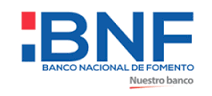 BNF
BANCO NACIONAL DE FOMENTO
Nuestro banco